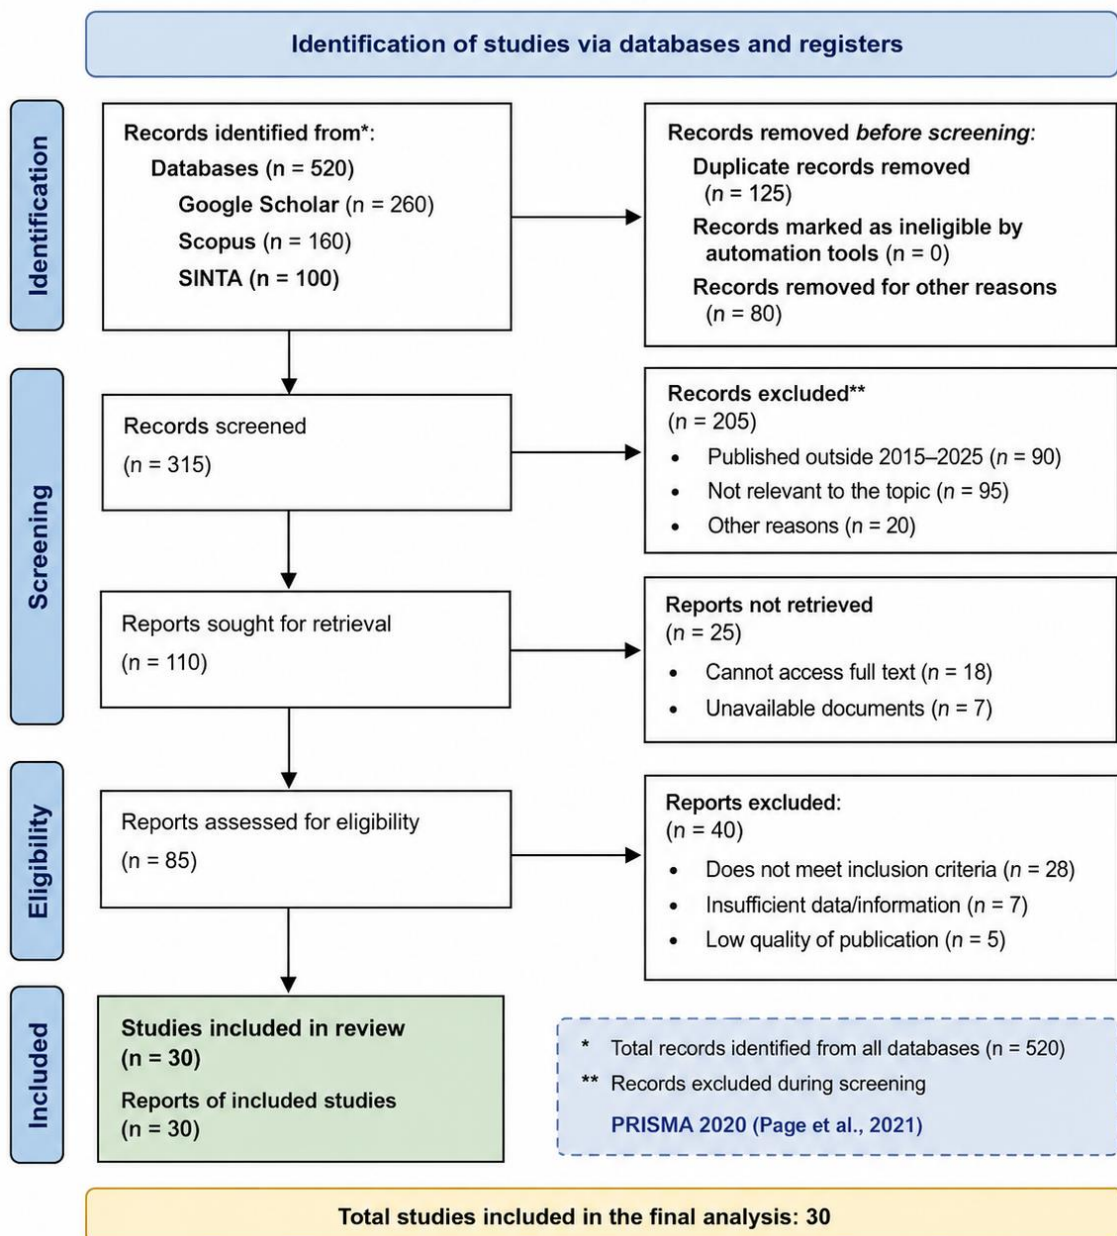 Identification of studies via databases and registers
Identification
Records identified from*:
Databases (n = 520)
Google Scholar (n = 260)
Scopus (n = 160)
SINTA (n = 100)
Records removed before screening:
Duplicate records removed
(n = 125)
Records marked as ineligible by
automation tools (n = 0)
Records removed for other reasons
(n = 80)
Screening
Records screened
(n = 315)
Records excluded**
(n = 205)
• Published outside 2015–2025 (n = 90)
• Not relevant to the topic (n = 95)
• Other reasons (n = 20)
Reports sought for retrieval
(n = 110)
Reports not retrieved
(n = 25)
• Cannot access full text (n = 18)
• Unavailable documents (n = 7)
Eligibility
Reports assessed for eligibility
(n = 85)
Reports excluded:
(n = 40)
• Does not meet inclusion criteria (n = 28)
• Insufficient data/information (n = 7)
• Low quality of publication (n = 5)
Included
Studies included in review
(n = 30)
Reports of included studies
(n = 30)
* Total records identified from all databases (n = 520)
** Records excluded during screening
PRISMA 2020 (Page et al., 2021)
Total studies included in the final analysis: 30